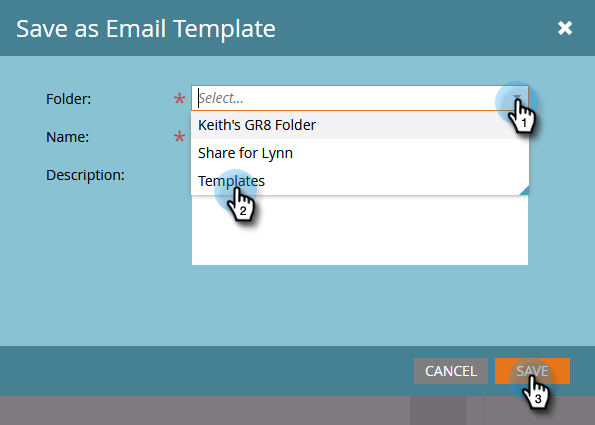 Save as Email Template
Folder: * Select...
1
Keith's GR8 Folder
Name: *
Share for Lynn
Description:
Templates
2
CANCEL SAVE
3